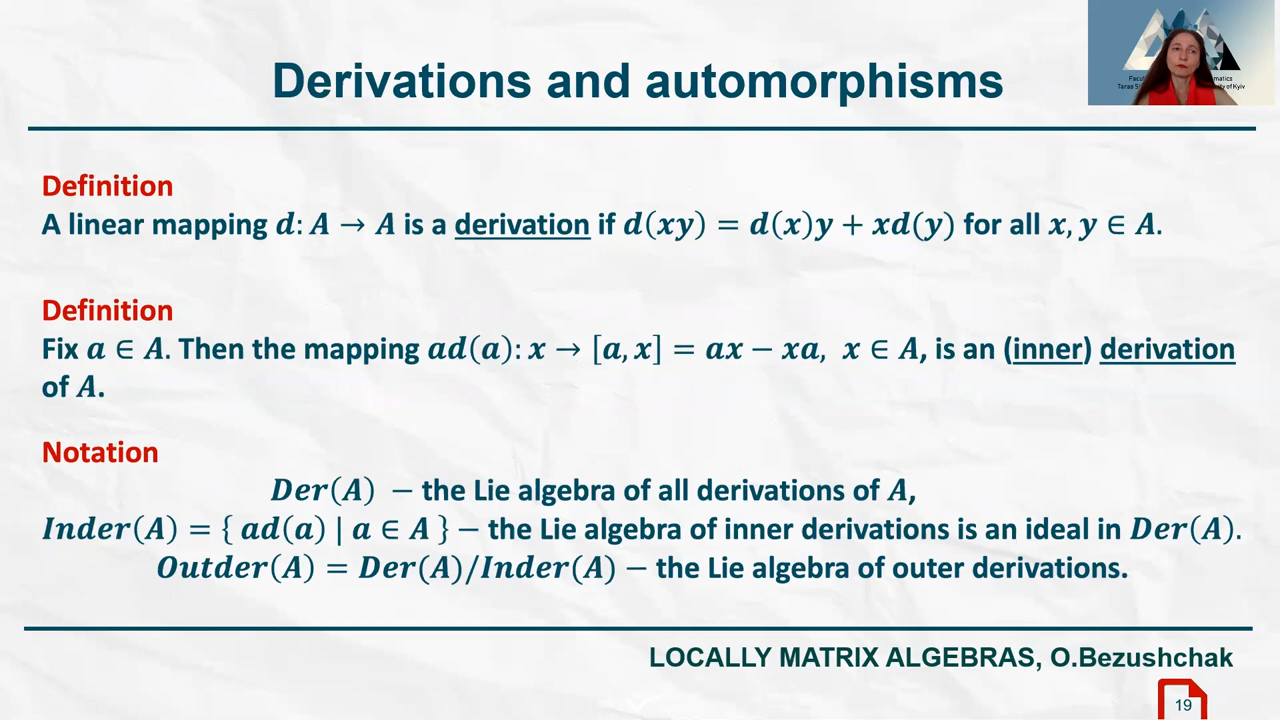 Derivations and automorphisms
Definition
A linear mapping d: A → A is a derivation if d(xy) = d(x)y + xd(y) for all x, y ∈ A.
Definition
Fix a ∈ A. Then the mapping ad(a): x → [a, x] = ax − xa, x ∈ A, is an (inner) derivation
of A.
Notation
Der(A) − the Lie algebra of all derivations of A,
Inder(A) = { ad(a) | a ∈ A } − the Lie algebra of inner derivations is an ideal in Der(A).
Outder(A) = Der(A)/Inder(A) − the Lie algebra of outer derivations.
LOCALLY MATRIX ALGEBRAS, O.Bezushchak
19